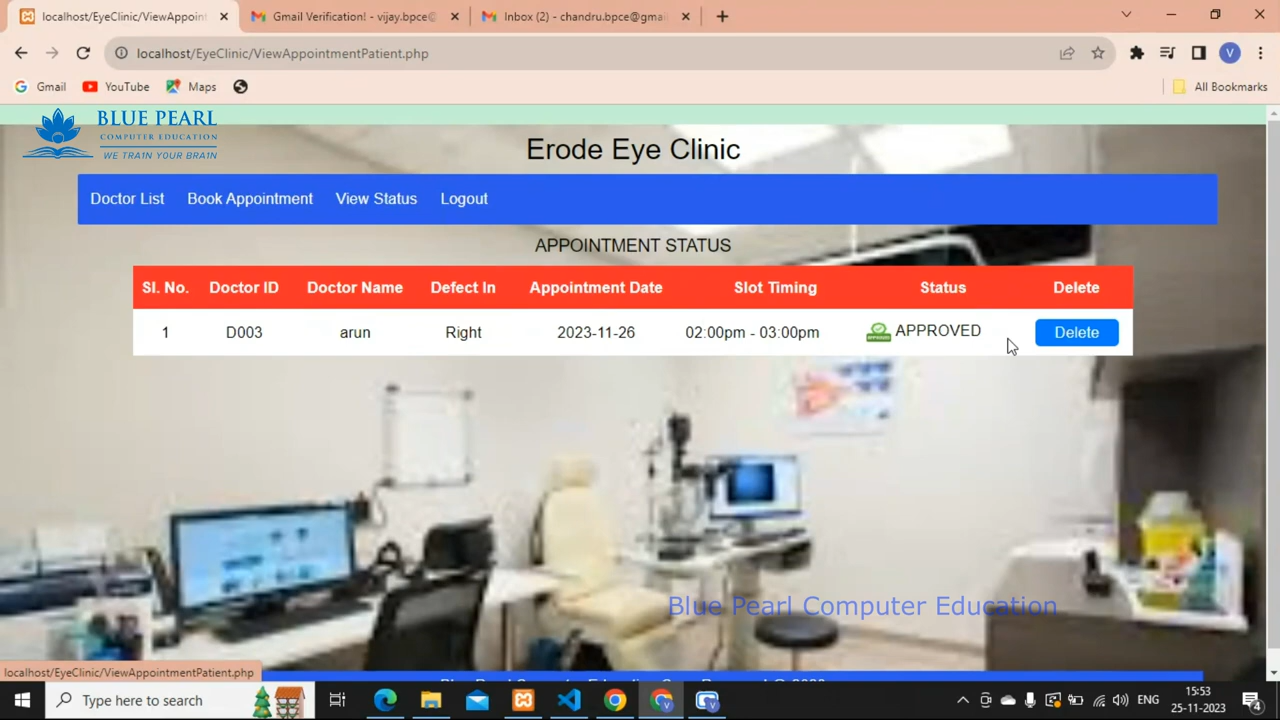 localhost/EyeClinic/ViewAppoint
Gmail Verification! - vijay.bpce@
Inbox (2) - chandru.bpce@gmai
localhost/EyeClinic/ViewAppointmentPatient.php
V
Gmail
YouTube
Maps
All Bookmarks
BLUE PEARL
COMPUTER EDUCATION
WE TRAIN YOUR BRAIN
Erode Eye Clinic
Doctor List Book Appointment View Status Logout
APPOINTMENT STATUS
Sl. No. Doctor ID Doctor Name Defect In Appointment Date Slot Timing Status Delete
1 D003 arun Right 2023-11-26 02:00pm - 03:00pm APPROVED Delete
Blue Pearl Computer Education
localhost/EyeClinic/ViewAppointmentPatient.php
Type here to search
ENG
15:53
25-11-2023
4